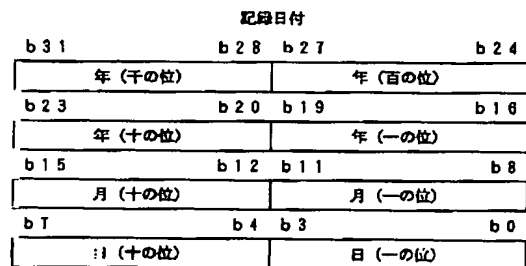 記録日付
b31 b28 b27 b24
年（千の位） 年（百の位）
b23 b20 b19 b16
年（十の位） 年（一の位）
b15 b12 b11 b8
月（十の位） 月（一の位）
b7 b4 b3 b0
日（十の位） 日（一の位）